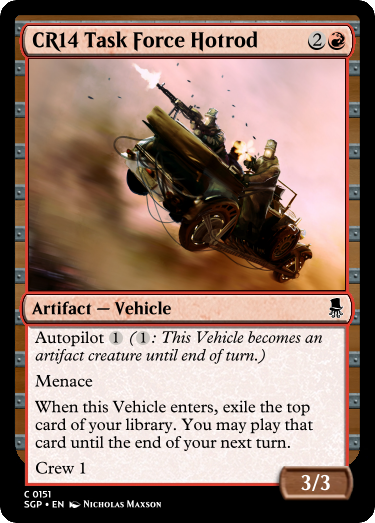 CR14 Task Force Hotrod 2
Artifact — Vehicle
Autopilot 1 (1: This Vehicle becomes an
artifact creature until end of turn.)
Menace
When this Vehicle enters, exile the top
card of your library. You may play that
card until the end of your next turn.
Crew 1
3/3
C 0151
SGP • EN Nicholas Maxson